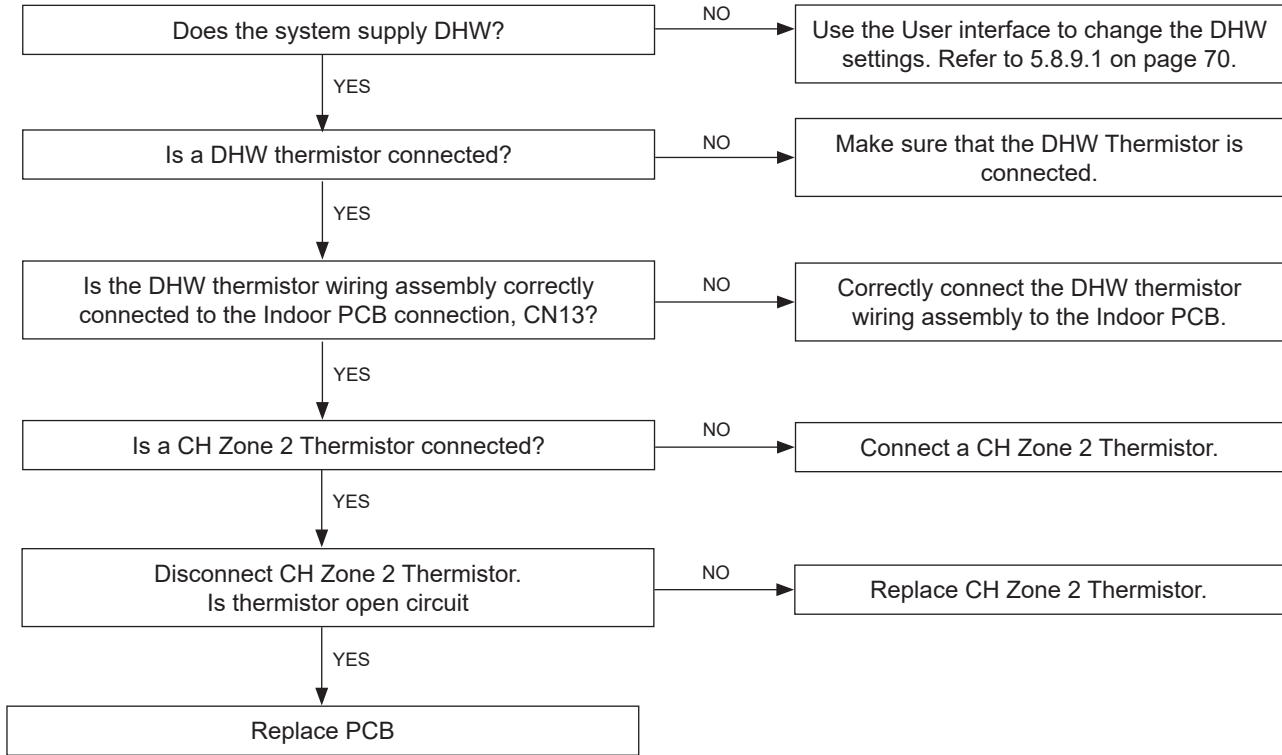 Does the system supply DHW?
NO
Use the User interface to change the DHW
settings. Refer to 5.8.9.1 on page 70.
YES
Is a DHW thermistor connected?
NO
Make sure that the DHW Thermistor is
connected.
YES
Is the DHW thermistor wiring assembly correctly
connected to the Indoor PCB connection, CN13?
NO
Correctly connect the DHW thermistor
wiring assembly to the Indoor PCB.
YES
Is a CH Zone 2 Thermistor connected?
NO
Connect a CH Zone 2 Thermistor.
YES
Disconnect CH Zone 2 Thermistor.
Is thermistor open circuit
NO
Replace CH Zone 2 Thermistor.
YES
Replace PCB